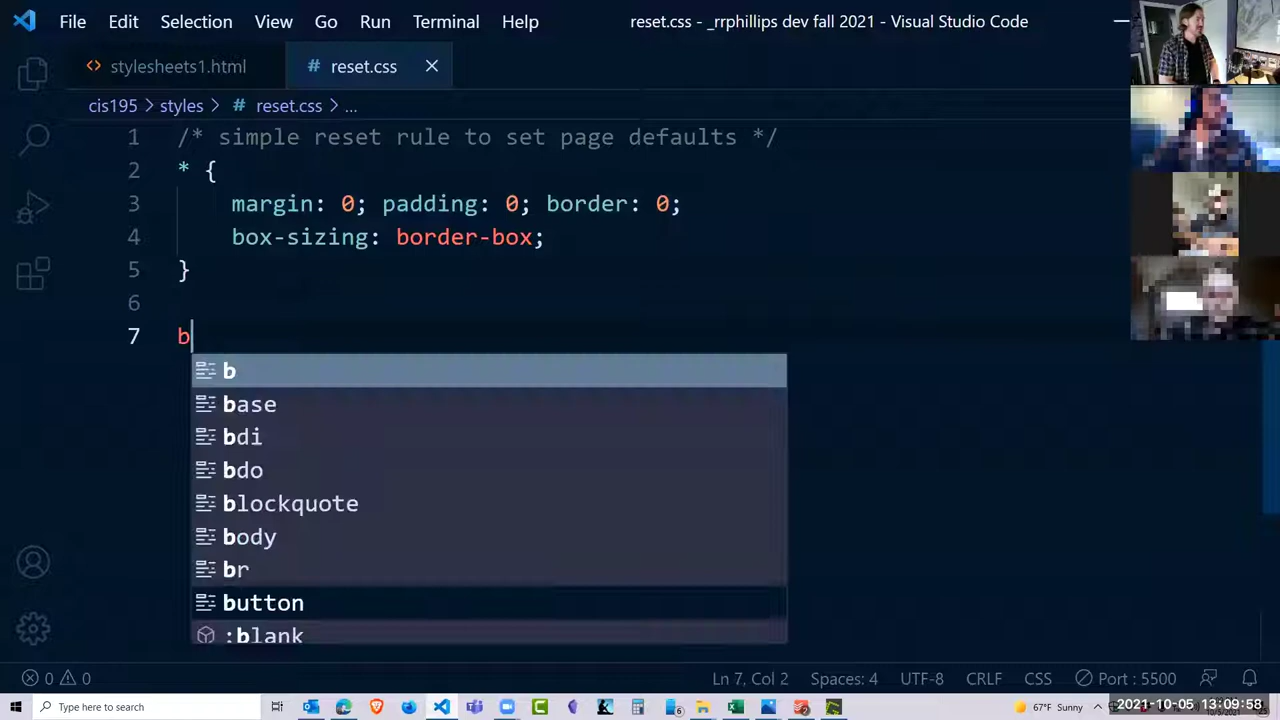 File Edit Selection View Go Run Terminal Help reset.css - _rrphillips dev fall 2021 - Visual Studio Code
<> stylesheets1.html # reset.css
cis195 > styles > # reset.css > ...
1 /* simple reset rule to set page defaults */
2 * {
3 margin: 0; padding: 0; border: 0;
4 box-sizing: border-box;
5 }
6
7 b
b
base
bdi
bdo
blockquote
body
br
button
:blank
0 0 Ln 7, Col 2 Spaces: 4 UTF-8 CRLF CSS Port : 5500
Type here to search 67°F Sunny 2021-10-05 13:09:58